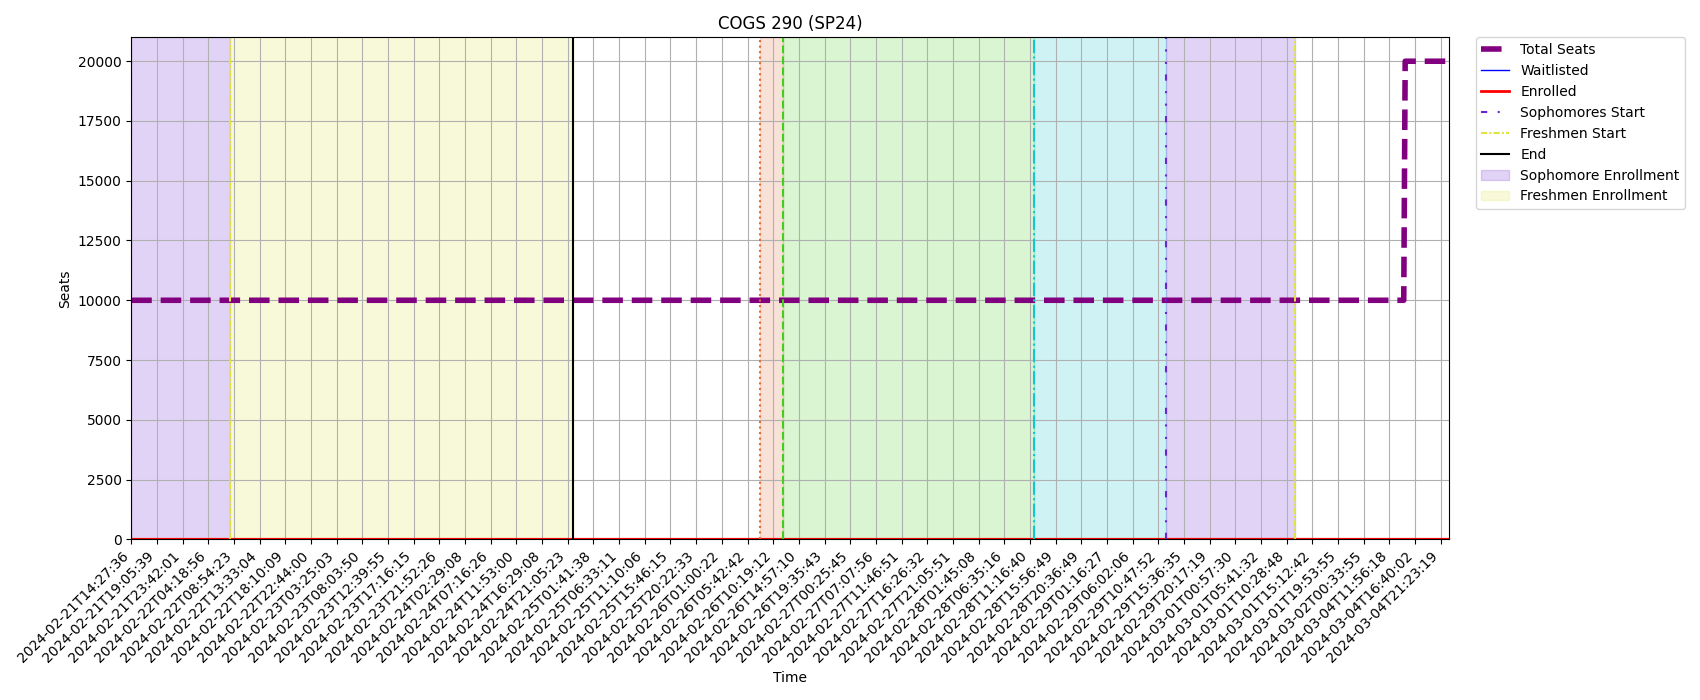 COGS 290 (SP24)
Seats
20000
17500
15000
12500
10000
7500
5000
2500
0
2024-02-21T14:27:36
2024-02-21T19:05:39
2024-02-21T23:42:01
2024-02-22T04:18:56
2024-02-22T08:54:23
2024-02-22T13:33:04
2024-02-22T18:10:09
2024-02-22T22:44:00
2024-02-23T03:25:03
2024-02-23T08:03:50
2024-02-23T12:39:55
2024-02-23T17:16:15
2024-02-23T21:52:26
2024-02-24T02:29:08
2024-02-24T07:16:26
2024-02-24T11:53:00
2024-02-24T16:29:08
2024-02-24T21:05:23
2024-02-25T01:41:38
2024-02-25T06:33:11
2024-02-25T11:10:06
2024-02-25T15:46:15
2024-02-25T20:22:33
2024-02-26T01:00:22
2024-02-26T05:42:42
2024-02-26T10:19:12
2024-02-26T14:57:10
2024-02-26T19:35:43
2024-02-27T00:25:45
2024-02-27T07:07:56
2024-02-27T11:46:51
2024-02-27T16:26:32
2024-02-27T21:05:51
2024-02-28T01:45:08
2024-02-28T06:35:16
2024-02-28T11:16:40
2024-02-28T15:56:49
2024-02-28T20:36:49
2024-02-29T01:16:27
2024-02-29T06:02:06
2024-02-29T10:47:52
2024-02-29T15:36:35
2024-02-29T20:17:19
2024-03-01T00:57:30
2024-03-01T05:41:32
2024-03-01T10:28:48
2024-03-01T15:12:42
2024-03-01T19:53:55
2024-03-02T00:33:55
2024-03-04T11:56:18
2024-03-04T16:40:02
2024-03-04T21:23:19
Time
Total Seats
Waitlisted
Enrolled
Sophomores Start
Freshmen Start
End
Sophomore Enrollment
Freshmen Enrollment